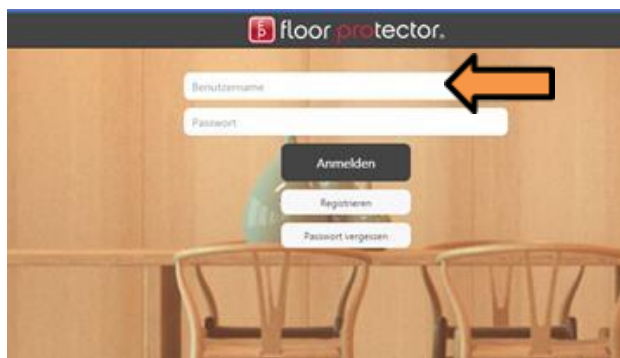 floor protector.
Benutzername
Passwort
Anmelden
Registrieren
Passwort vergessen